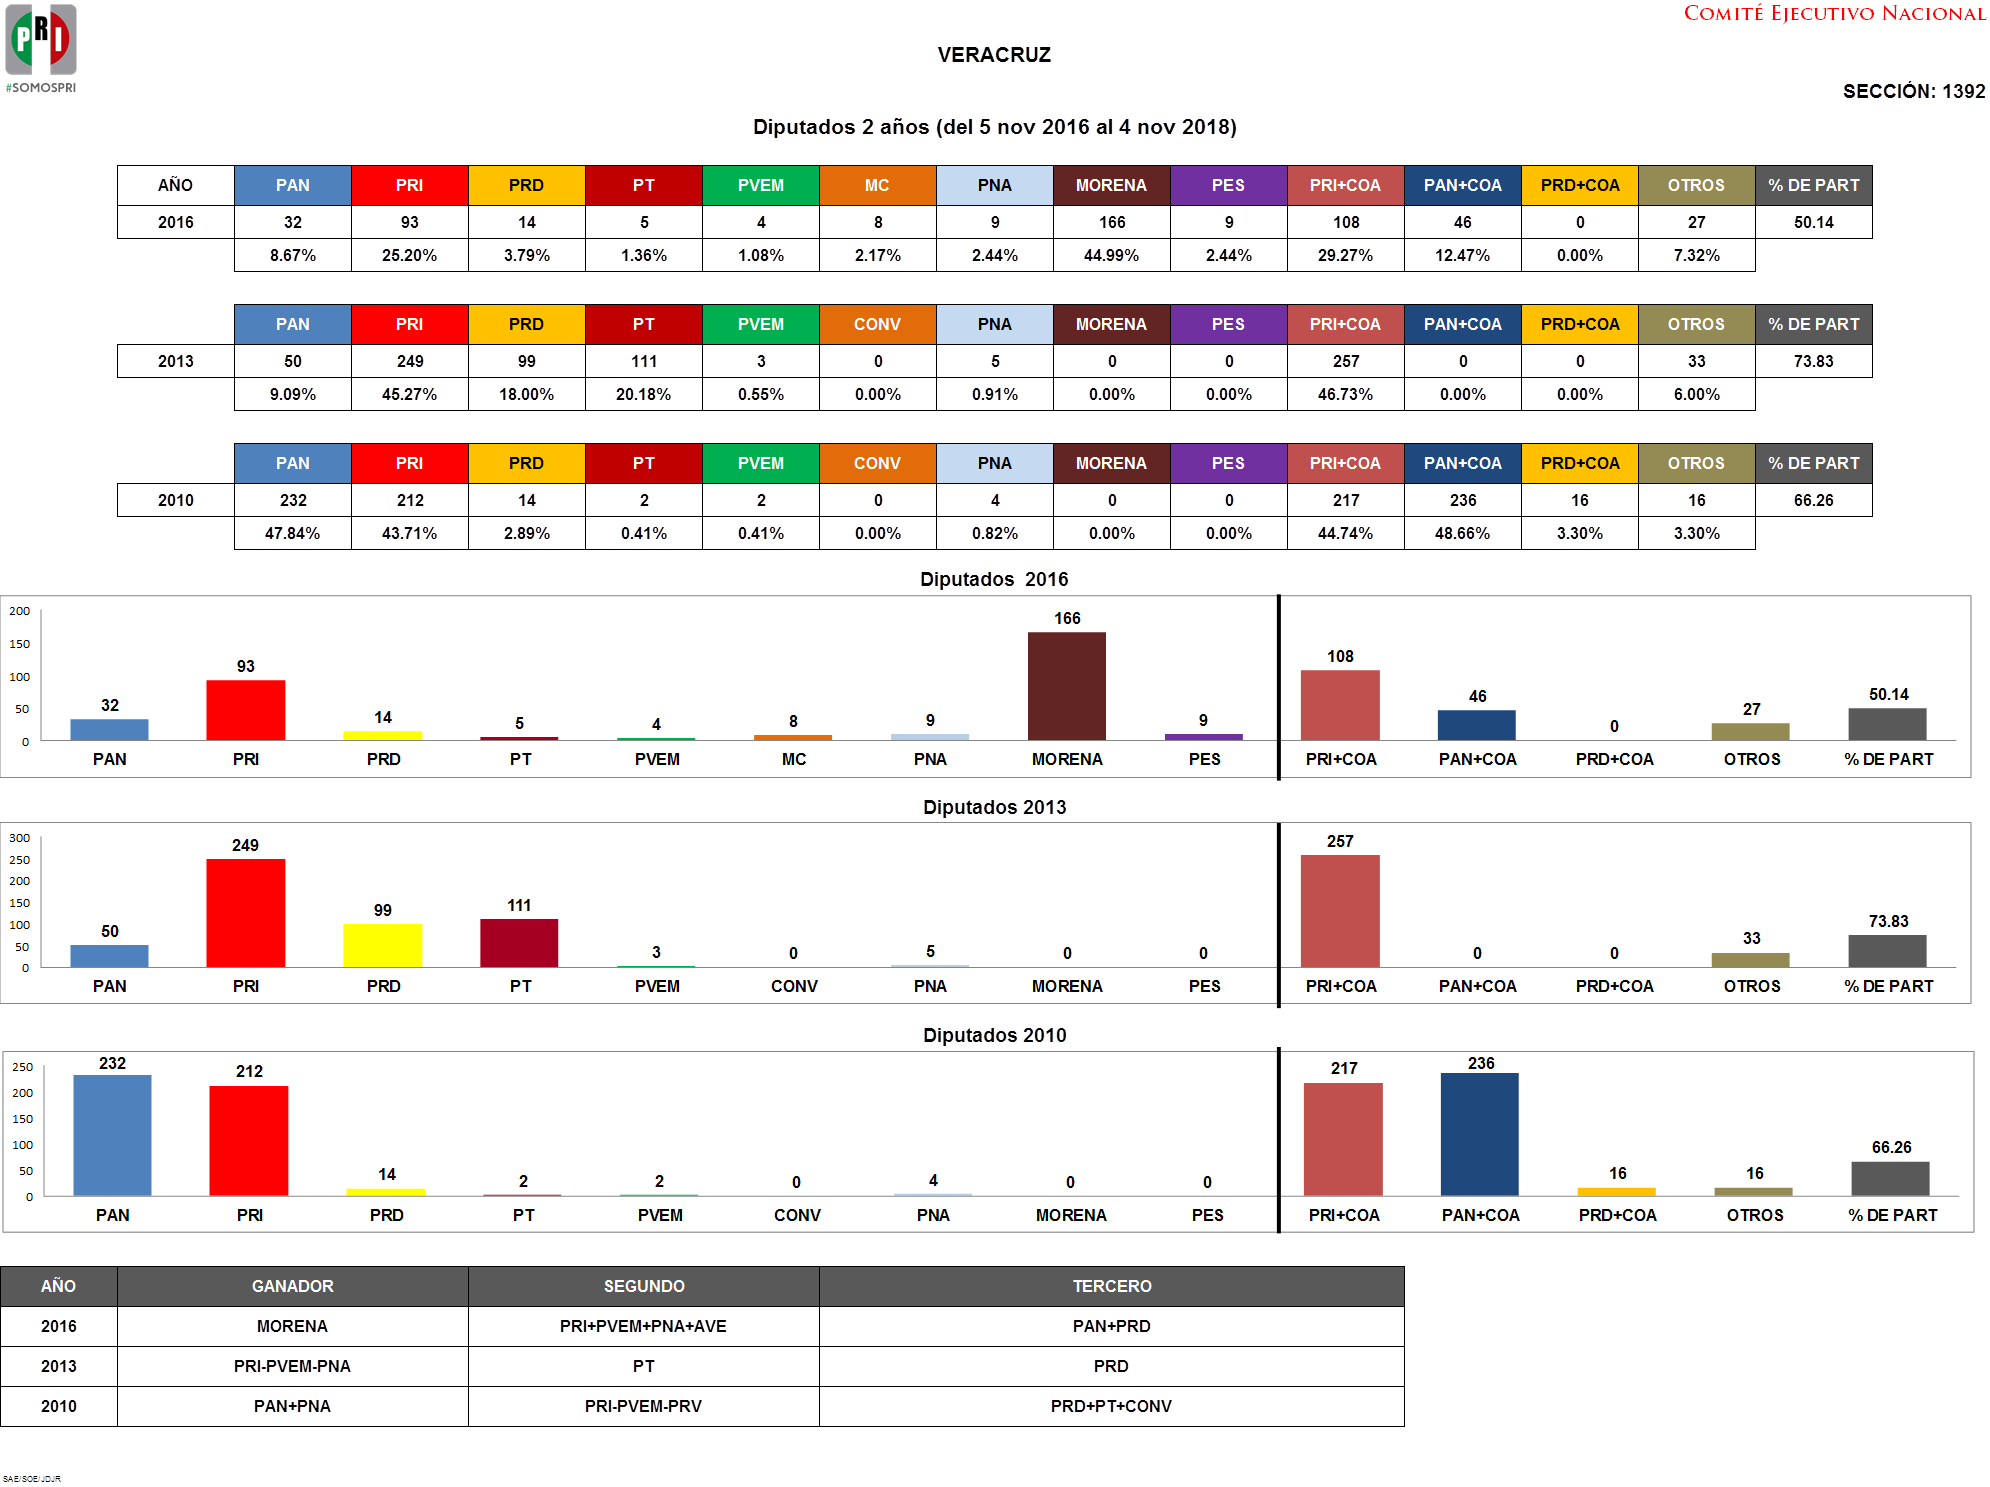 PRI
#SOMOSPRI
COMITÉ EJECUTIVO NACIONAL
VERACRUZ
SECCIÓN: 1392
Diputados 2 años (del 5 nov 2016 al 4 nov 2018)
AÑO PAN PRI PRD PT PVEM MC PNA MORENA PES PRI+COA PAN+COA PRD+COA OTROS % DE PART
2016 32 93 14 5 4 8 9 166 9 108 46 0 27 50.14
8.67% 25.20% 3.79% 1.36% 1.08% 2.17% 2.44% 44.99% 2.44% 29.27% 12.47% 0.00% 7.32%
PAN PRI PRD PT PVEM CONV PNA MORENA PES PRI+COA PAN+COA PRD+COA OTROS % DE PART
2013 50 249 99 111 3 0 5 0 0 257 0 0 33 73.83
9.09% 45.27% 18.00% 20.18% 0.55% 0.00% 0.91% 0.00% 0.00% 46.73% 0.00% 0.00% 6.00%
PAN PRI PRD PT PVEM CONV PNA MORENA PES PRI+COA PAN+COA PRD+COA OTROS % DE PART
2010 232 212 14 2 2 0 4 0 0 217 236 16 16 66.26
47.84% 43.71% 2.89% 0.41% 0.41% 0.00% 0.82% 0.00% 0.00% 44.74% 48.66% 3.30% 3.30%
Diputados 2016
200
150
100
50
0
32 93 14 5 4 8 9 166 9 108 46 0 27 50.14
PAN PRI PRD PT PVEM MC PNA MORENA PES PRI+COA PAN+COA PRD+COA OTROS % DE PART
Diputados 2013
300
250
200
150
100
50
0
50 249 99 111 3 0 5 0 0 257 0 0 33 73.83
PAN PRI PRD PT PVEM CONV PNA MORENA PES PRI+COA PAN+COA PRD+COA OTROS % DE PART
Diputados 2010
250
200
150
100
50
0
232 212 14 2 2 0 4 0 0 217 236 16 16 66.26
PAN PRI PRD PT PVEM CONV PNA MORENA PES PRI+COA PAN+COA PRD+COA OTROS % DE PART
AÑO GANADOR SEGUNDO TERCERO
2016 MORENA PRI+PVEM+PNA+AVE PAN+PRD
2013 PRI-PVEM-PNA PT PRD
2010 PAN+PNA PRI-PVEM-PRV PRD+PT+CONV
SAE/SOE/JDJR